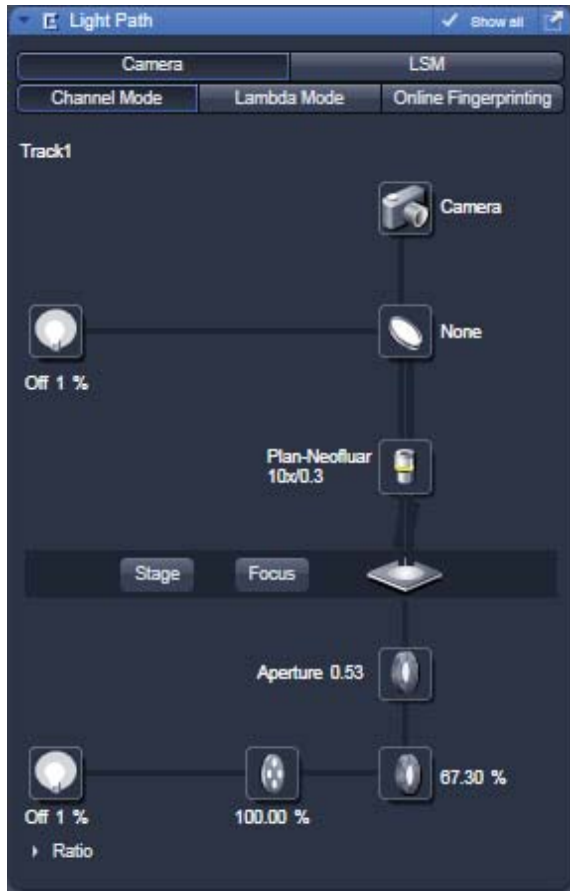 Light Path
Show all
Camera
LSM
Channel Mode
Lambda Mode
Online Fingerprinting
Track1
Camera
None
Off 1 %
Plan-Neofluar
10x/0.3
Stage
Focus
Aperture 0.53
67.30 %
Off 1 %
100.00 %
Ratio